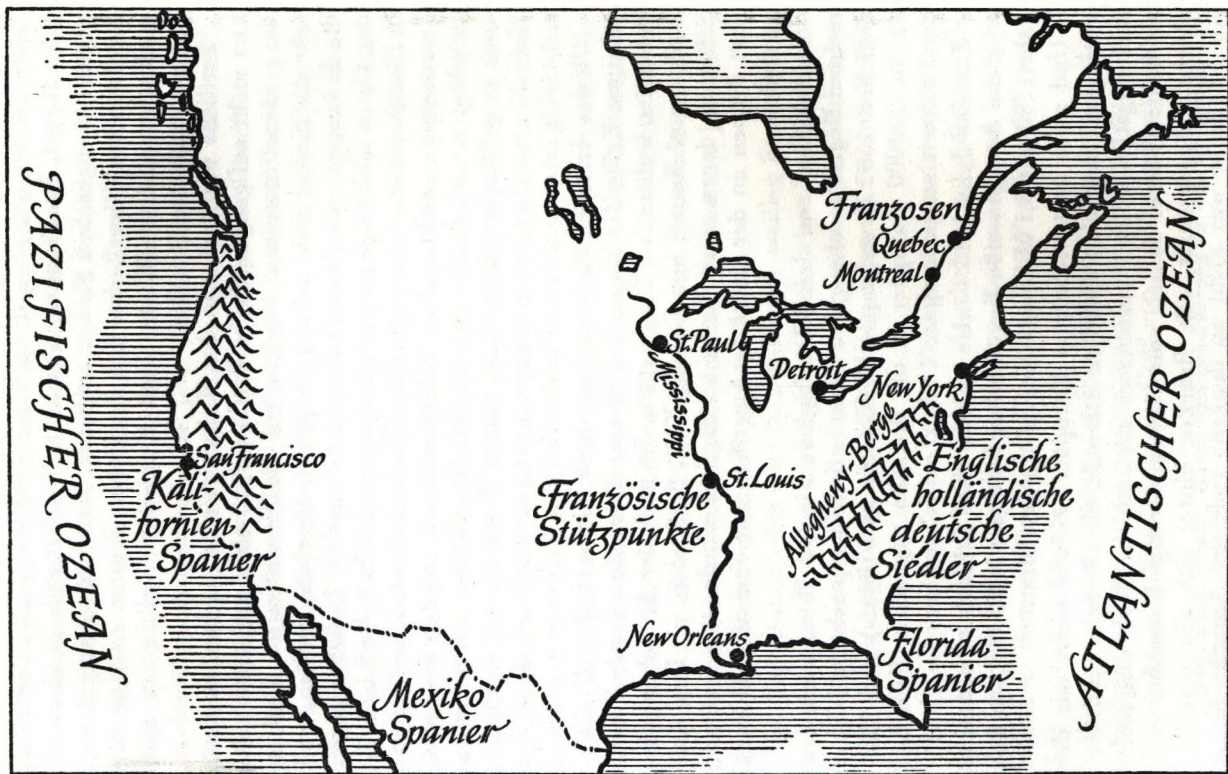 PAZIFISCHER OZEAN
Franzosen
Quebec
Moutreal
St. Paul
Mississippi
Detroit
New York
Allegheny-Berge
Englische
holländische
deutsche
Siedler
San Francisco
Kali-
fornien
Spanier
Französische
Stützpunkte
St. Louis
New Orleans
Florida
Spanier
Mexiko
Spanier
ATLANTISCHER OZEAN